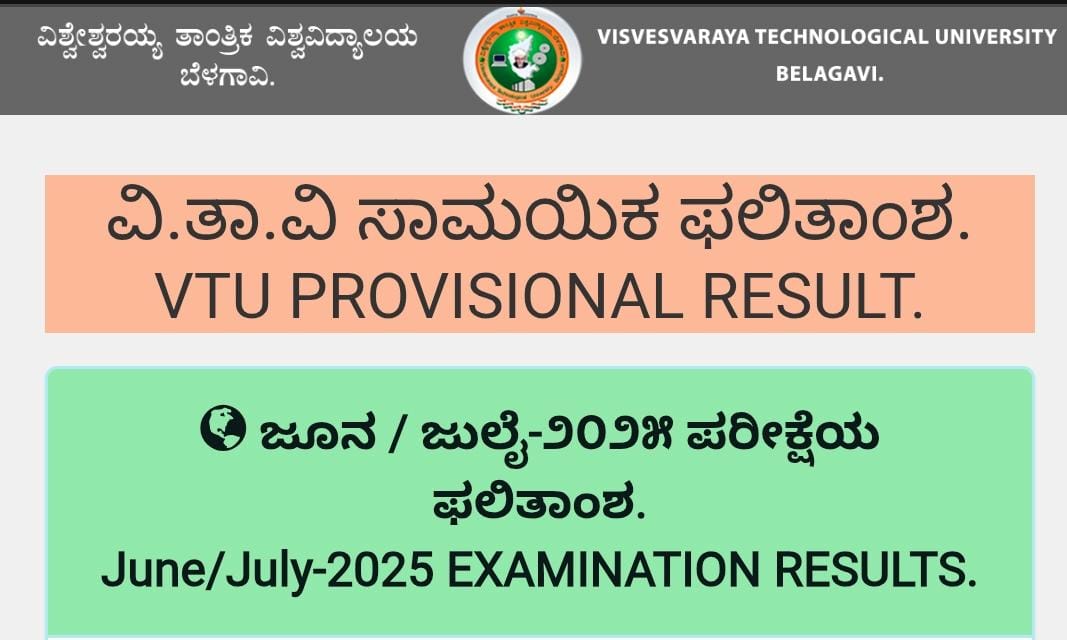 ವಿಶ್ವೇಶ್ವರಯ್ಯ ತಾಂತ್ರಿಕ ವಿಶ್ವವಿದ್ಯಾಲಯ
ಬೆಳಗಾವಿ.
VISVESVARAYA TECHNOLOGICAL UNIVERSITY
BELAGAVI.
ವಿ.ತಾ.ವಿ ಸಾಮಯಿಕ ಫಲಿತಾಂಶ.
VTU PROVISIONAL RESULT.
ಜೂನ / ಜುಲೈ-೨೦೨೫ ಪರೀಕ್ಷೆಯ
ಫಲಿತಾಂಶ.
June/July-2025 EXAMINATION RESULTS.